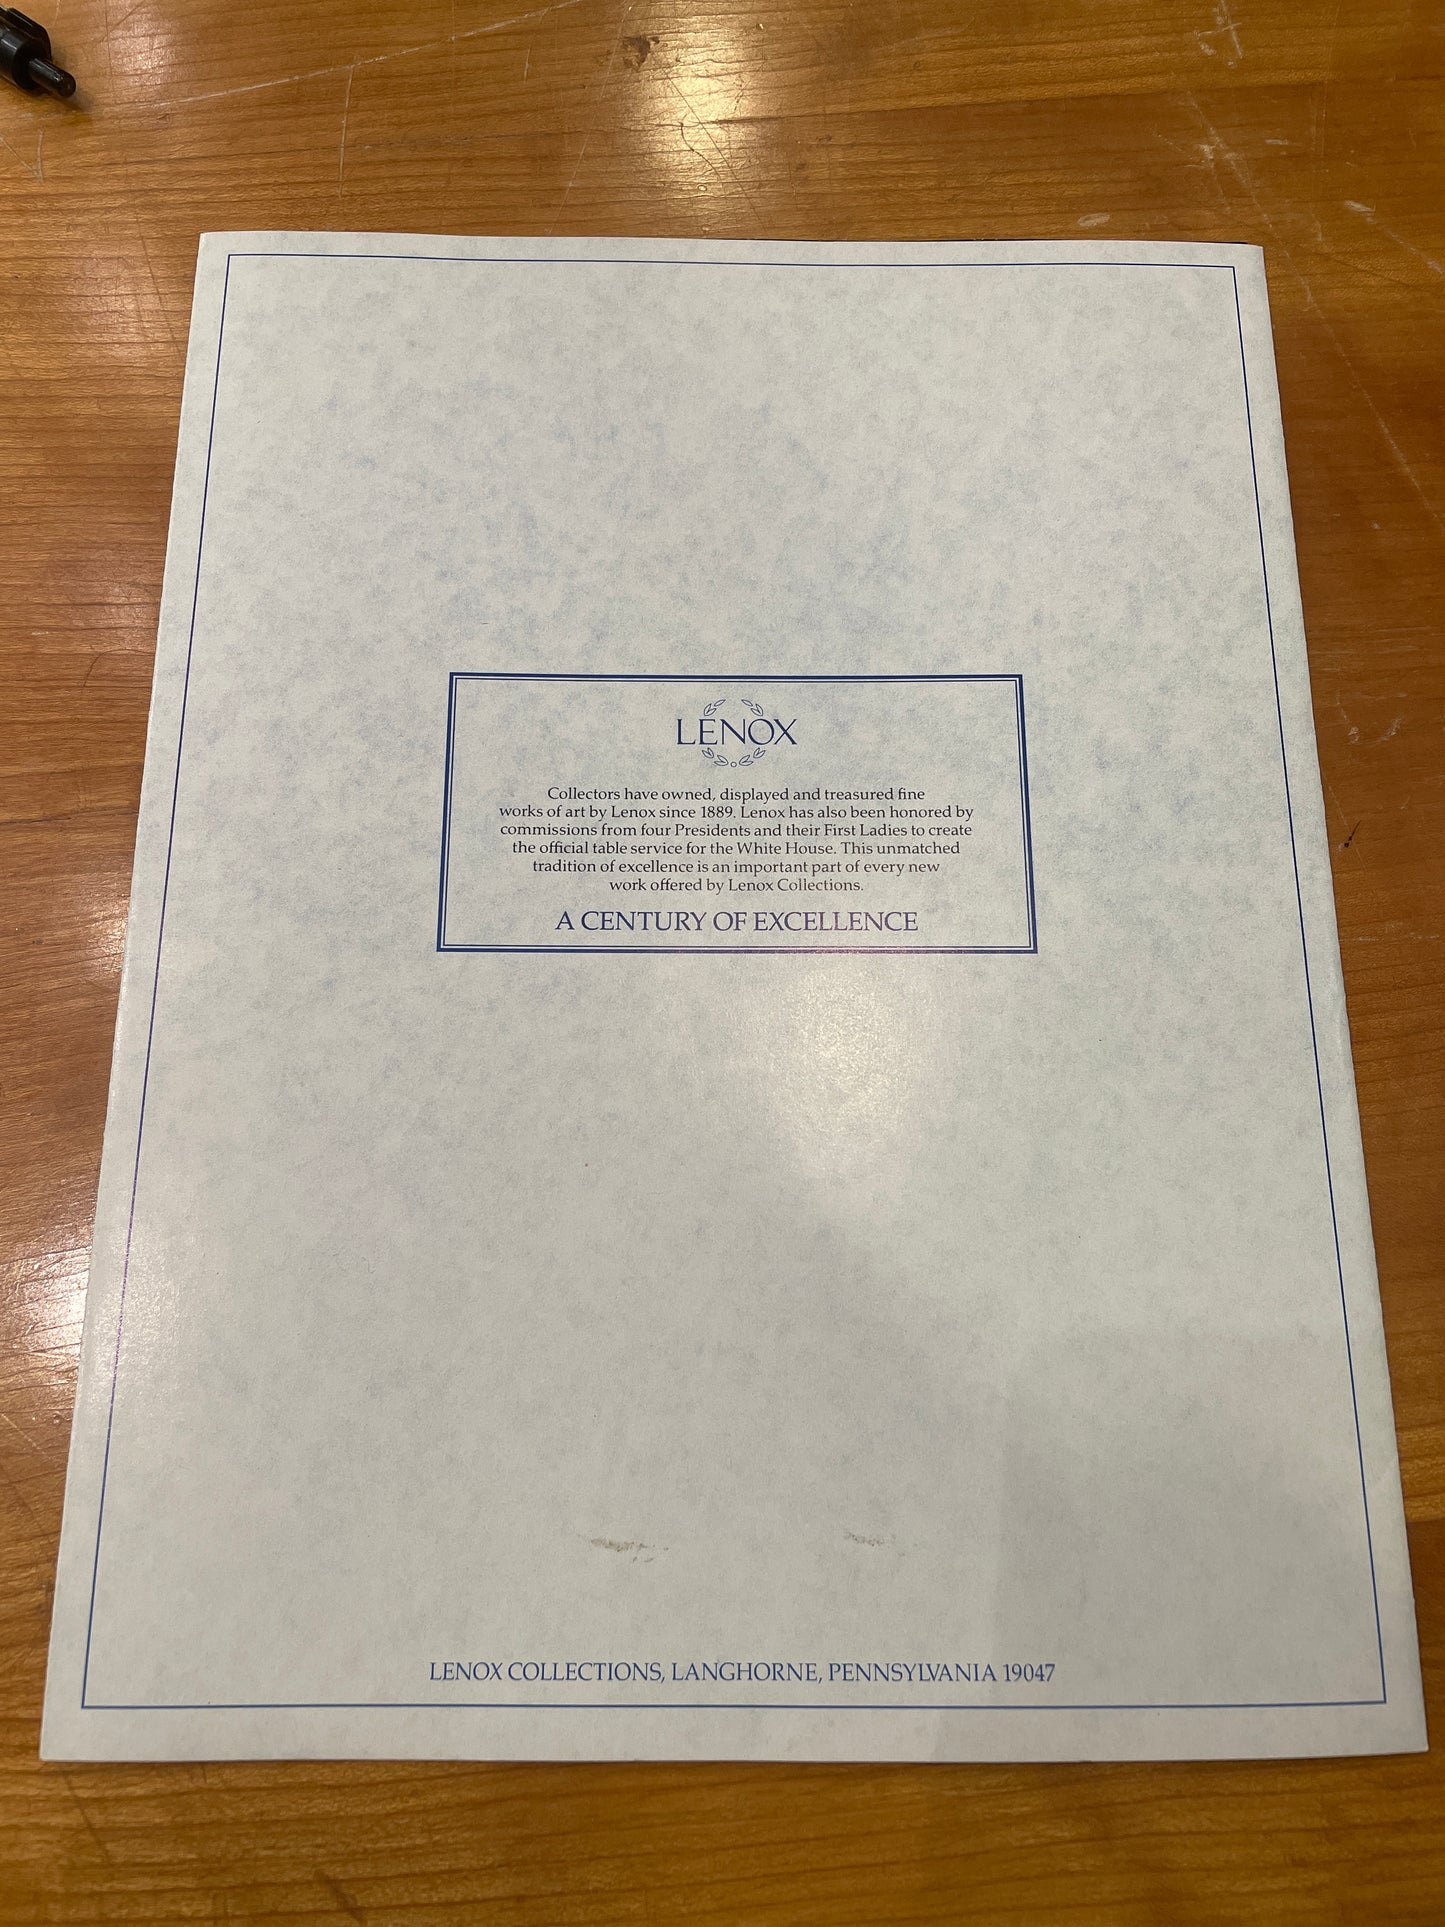 LENOX
Collectors have owned, displayed and treasured fine
works of art by Lenox since 1889. Lenox has also been honored by
commissions from four Presidents and their First Ladies to create
the official table service for the White House. This unmatched
tradition of excellence is an important part of every new
work offered by Lenox Collections.
A CENTURY OF EXCELLENCE
LENOX COLLECTIONS, LANGHORNE, PENNSYLVANIA 19047